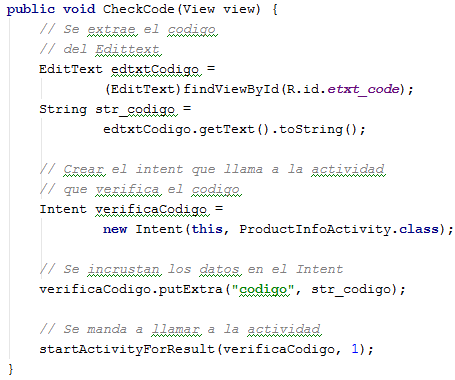 public void CheckCode(View view) {
// Se extrae el codigo
// del Edittext
EditText edtxtCodigo =
(EditText)findViewById(R.id.etxt_code);
String str_codigo =
edtxtCodigo.getText().toString();
// Crear el intent que llama a la actividad
// que verifica el codigo
Intent verificaCodigo =
new Intent(this, ProductInfoActivity.class);
// Se incrustan los datos en el Intent
verificaCodigo.putExtra("codigo", str_codigo);
// Se manda a llamar a la actividad
startActivityForResult(verificaCodigo, 1);
}